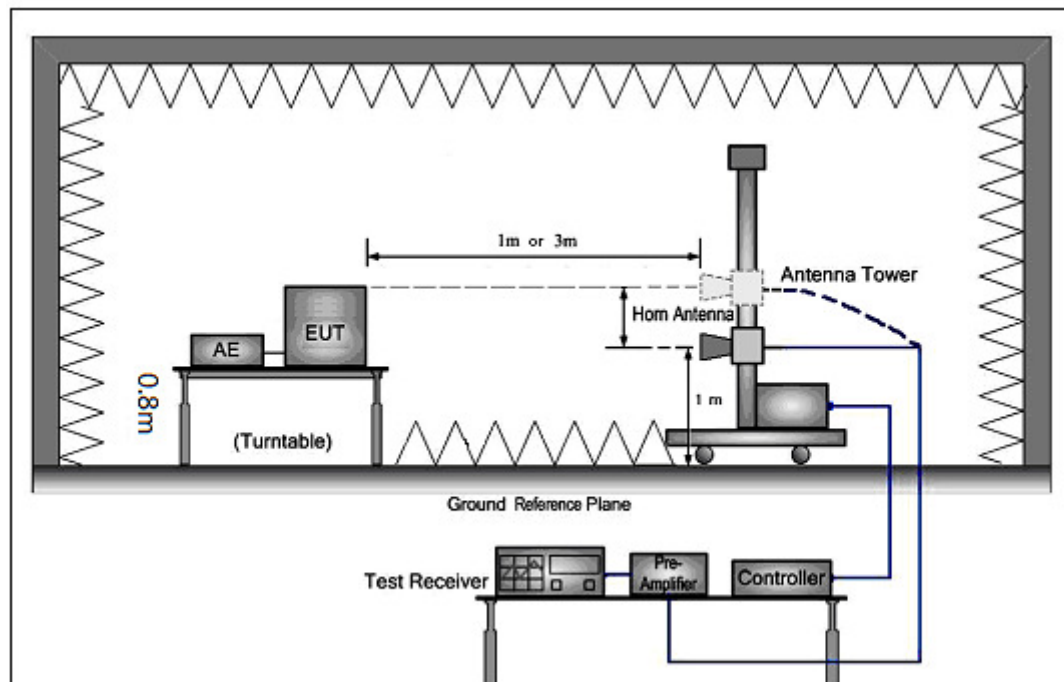 1m or 3m
Antenna Tower
Horn Antenna
EUT
AE
1 m
0.8m
(Turntable)
Ground Reference Plane
Test Receiver
Pre-
Amplifier
Controller